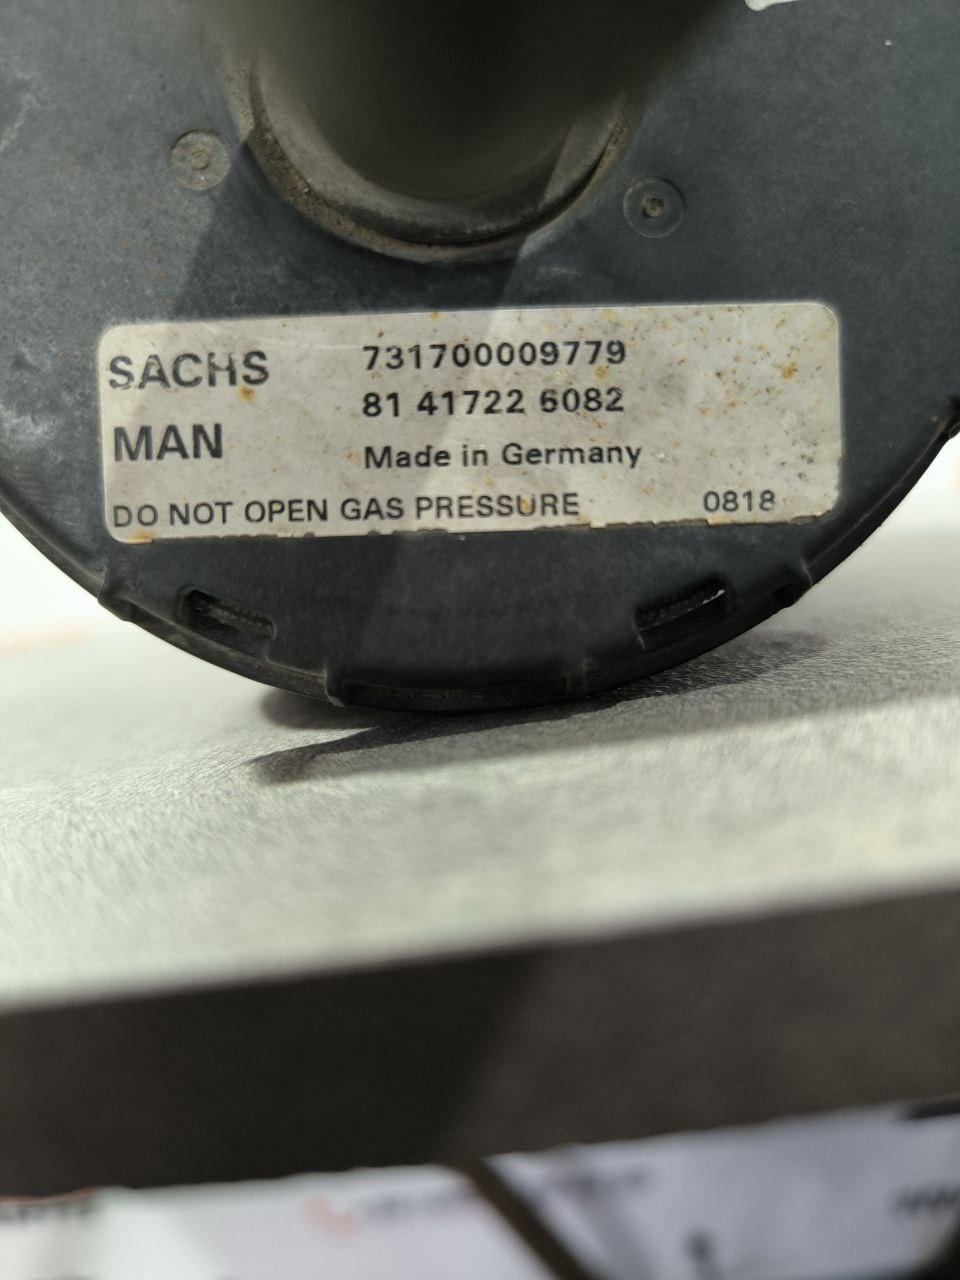 SACHS 731700009779
81 41722 6082
MAN
Made in Germany
DO NOT OPEN GAS PRESSURE 0818